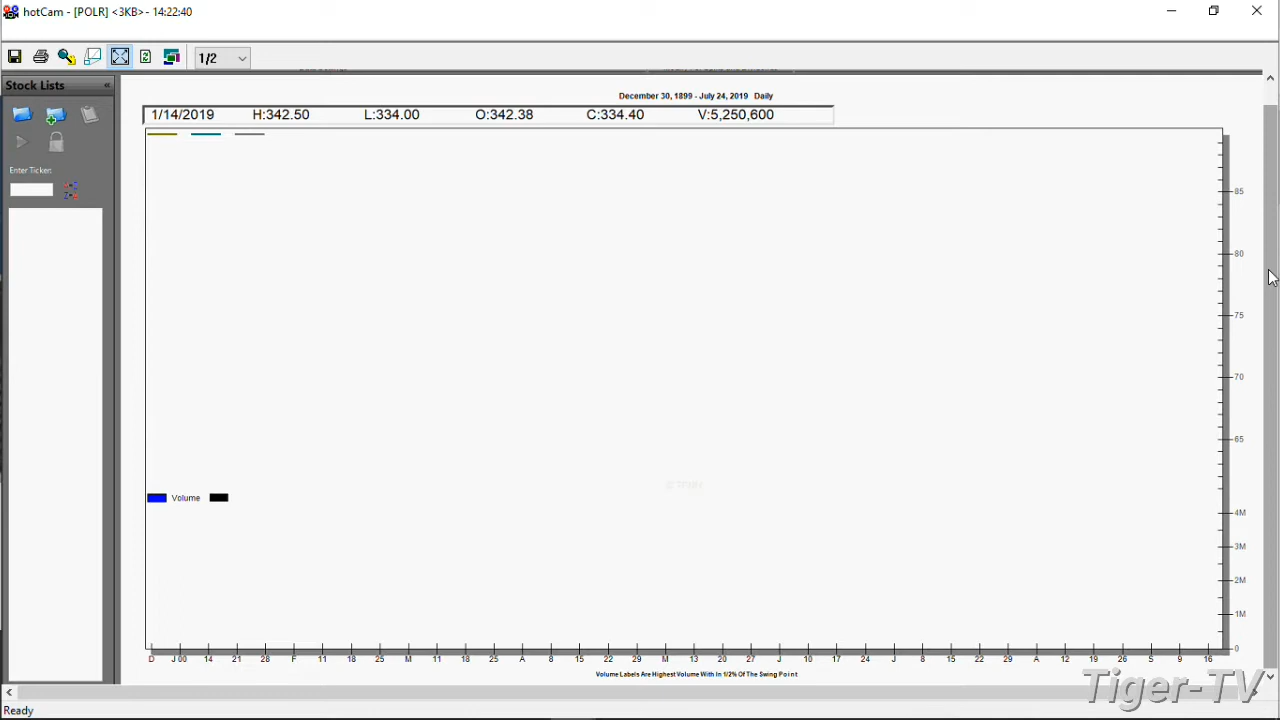 hotCam - [POLR] <3KB> - 14:22:40
1/2
Stock Lists «
Enter Ticker:
December 30, 1899 - July 24, 2019 Daily
1/14/2019 H:342.50 L:334.00 O:342.38 C:334.40 V:5,250,600
85
80
75
70
65
Volume
4M
3M
2M
1M
0
D J 00 14 21 28 F 11 18 25 M 11 18 25 A 8 15 22 29 M 13 20 27 J 10 17 24 J 8 15 22 29 A 12 19 26 S 9 16
Volume Labels Are Highest Volume With In 1/2% Of The Swing Point
Tiger-TV
Ready